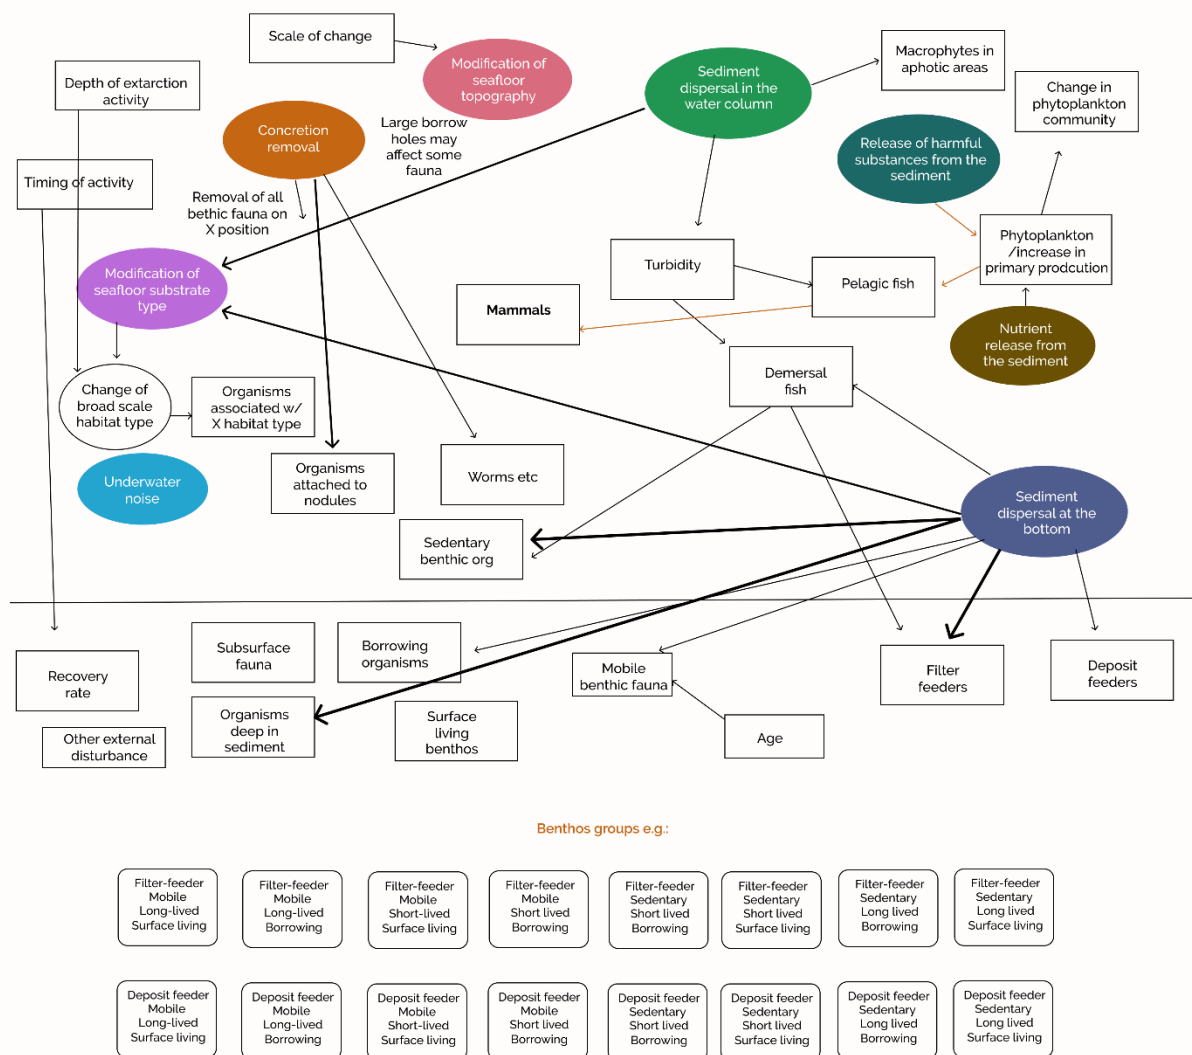 Scale of change
Modification of
seafloor
topography
Sediment
dispersal in the
water column
Macrophytes in
aphotic areas
Depth of extarction
activity
Change in
phytoplankton
community
Concretion
removal
Large borrow
holes may
affect some
fauna
Release of harmful
substances from the
sediment
Timing of activity
Removal of all
bethic fauna on
X position
Phytoplankton
/increase in
primary prodcution
Turbidity
Modification of
seafloor substrate
type
Pelagic fish
Mammals
Nutrient
release from
the sediment
Demersal
fish
Change of
broad scale
habitat type
Organisms
associated w/
X habitat type
Underwater
noise
Organisms
attached to
nodules
Worms etc
Sediment
dispersal at the
bottom
Sedentary
benthic org
Recovery
rate
Subsurface
fauna
Borrowing
organisms
Mobile
benthic fauna
Filter
feeders
Deposit
feeders
Other external
disturbance
Organisms
deep in
sediment
Surface
living
benthos
Age
Benthos groups e.g.:
Filter-feeder
Mobile
Long-lived
Surface living
Filter-feeder
Mobile
Long-lived
Borrowing
Filter-feeder
Mobile
Short-lived
Surface living
Filter-feeder
Mobile
Short lived
Borrowing
Filter-feeder
Sedentary
Short lived
Borrowing
Filter-feeder
Sedentary
Short lived
Surface living
Filter-feeder
Sedentary
Long lived
Borrowing
Filter-feeder
Sedentary
Long lived
Surface living
Deposit feeder
Mobile
Long-lived
Surface living
Deposit feeder
Mobile
Long-lived
Borrowing
Deposit feeder
Mobile
Short-lived
Surface living
Deposit feeder
Mobile
Short lived
Borrowing
Deposit feeder
Sedentary
Short lived
Borrowing
Deposit feeder
Sedentary
Short lived
Surface living
Deposit feeder
Sedentary
Long lived
Borrowing
Deposit feeder
Sedentary
Long lived
Surface living